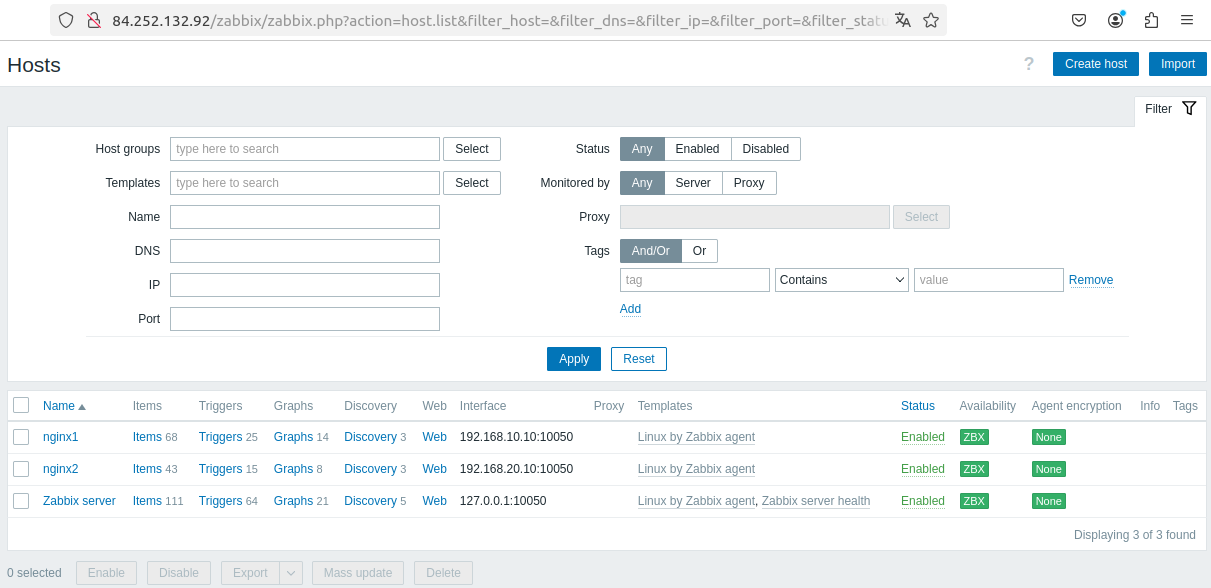 84.252.132.92/zabbix/zabbix.php?action=host.list&filter_host=&filter_dns=&filter_ip=&filter_port=&filter_statu
Hosts
? Create host Import
Filter
Host groups type here to search Select Status Any Enabled Disabled
Templates type here to search Select Monitored by Any Server Proxy
Name Proxy Select
DNS Tags And/Or Or
IP tag Contains value Remove
Port Add
Apply Reset
Name Items Triggers Graphs Discovery Web Interface Proxy Templates Status Availability Agent encryption Info Tags
nginx1 Items 68 Triggers 25 Graphs 14 Discovery 3 Web 192.168.10.10:10050 Linux by Zabbix agent Enabled ZBX None
nginx2 Items 43 Triggers 15 Graphs 8 Discovery 3 Web 192.168.20.10:10050 Linux by Zabbix agent Enabled ZBX None
Zabbix server Items 111 Triggers 64 Graphs 21 Discovery 5 Web 127.0.0.1:10050 Linux by Zabbix agent, Zabbix server health Enabled ZBX None
Displaying 3 of 3 found
0 selected Enable Disable Export Mass update Delete